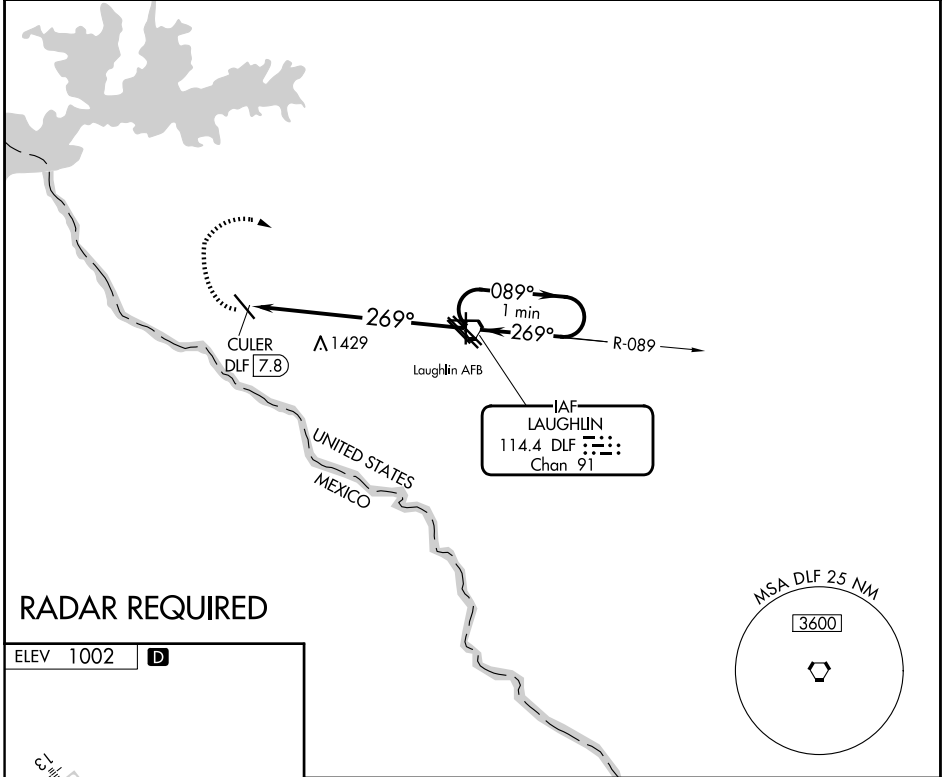 089°
1 min
269°
269°
R-089
CULER
DLF 7.8
1429
Laughlin AFB
IAF
LAUGHLIN
114.4 DLF
Chan 91
UNITED STATES
MEXICO
MSA DLF 25 NM
3600
RADAR REQUIRED
ELEV 1002 D
13